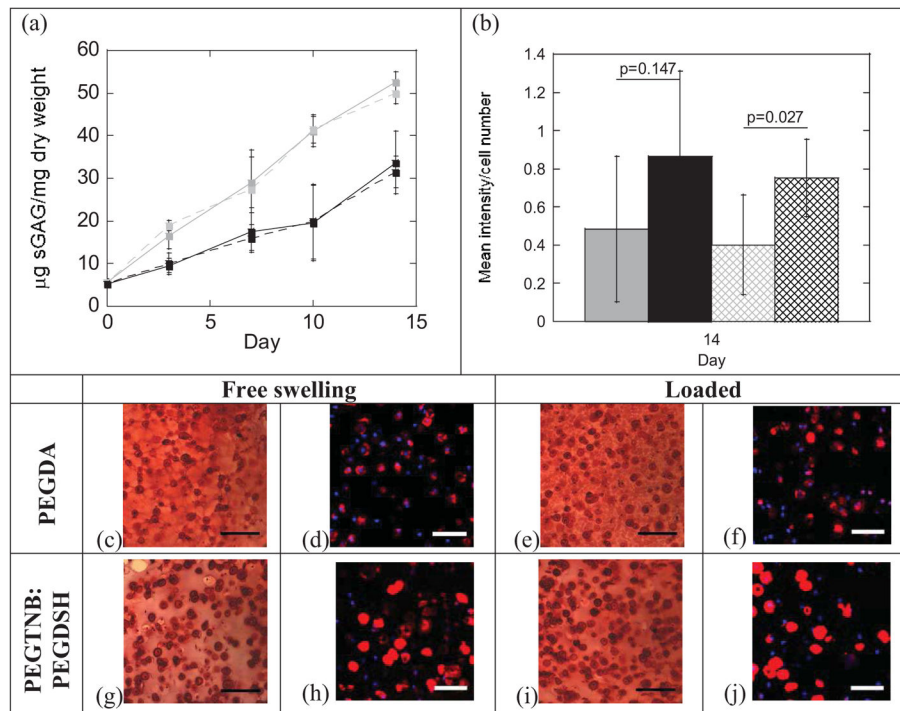 (a)
µg sGAG/mg dry weight
60
50
40
30
20
10
0
0 5 10 15
Day
(b)
Mean intensity/cell number
1.4
1.2
1
0.8
0.6
0.4
0.2
0
p=0.147
p=0.027
14
Day
Free swelling Loaded
PEGDA
(c) (d) (e) (f)
PEGTNB:
PEGDSH
(g) (h) (i) (j)